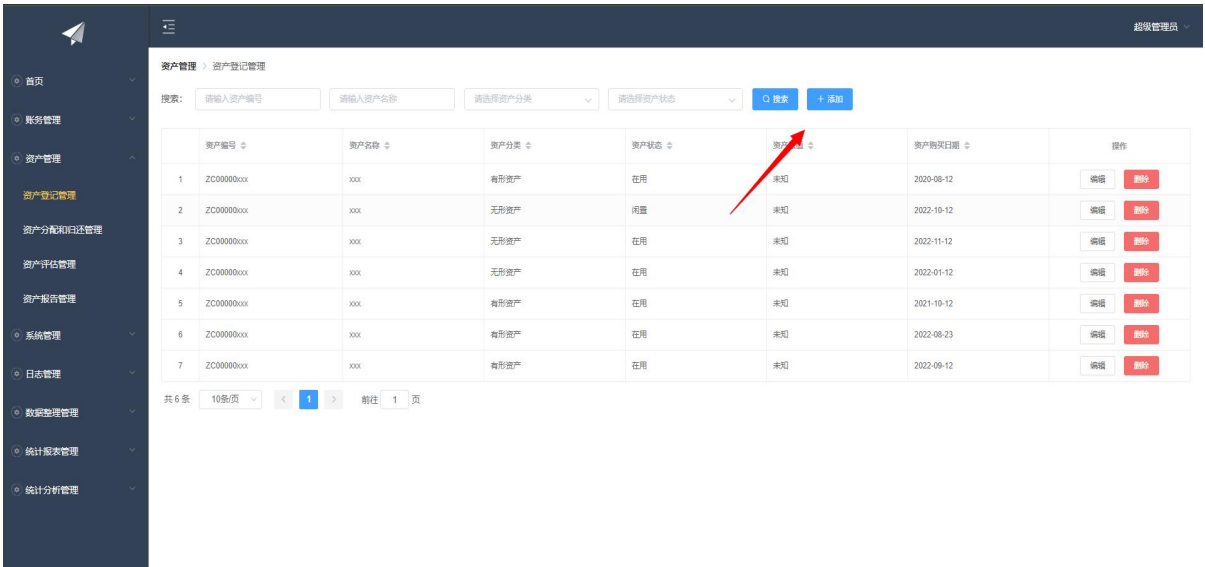 超级管理员
资产管理 > 资产登记管理
首页
账务管理
资产管理
资产登记管理
资产分配和归还管理
资产评估管理
资产报告管理
系统管理
日志管理
数据整理管理
统计报表管理
统计分析管理
搜索: 请输入资产编号 请输入资产名称 请选择资产分类 请选择资产状态 搜索 + 添加
资产编号 资产名称 资产分类 资产状态 资产 值 资产购买日期 操作
1 ZC00000xxx xxx 有形资产 在用 未知 2020-08-12 编辑 删除
2 ZC00000xxx xxx 无形资产 闲置 未知 2022-10-12 编辑 删除
3 ZC00000xxx xxx 无形资产 在用 未知 2022-11-12 编辑 删除
4 ZC00000xxx xxx 无形资产 在用 未知 2022-01-12 编辑 删除
5 ZC00000xxx xxx 有形资产 在用 未知 2021-10-12 编辑 删除
6 ZC00000xxx xxx 有形资产 在用 未知 2022-08-23 编辑 删除
7 ZC00000xxx xxx 有形资产 在用 未知 2022-09-12 编辑 删除
共 6 条 10条/页 < 1 > 前往 1 页